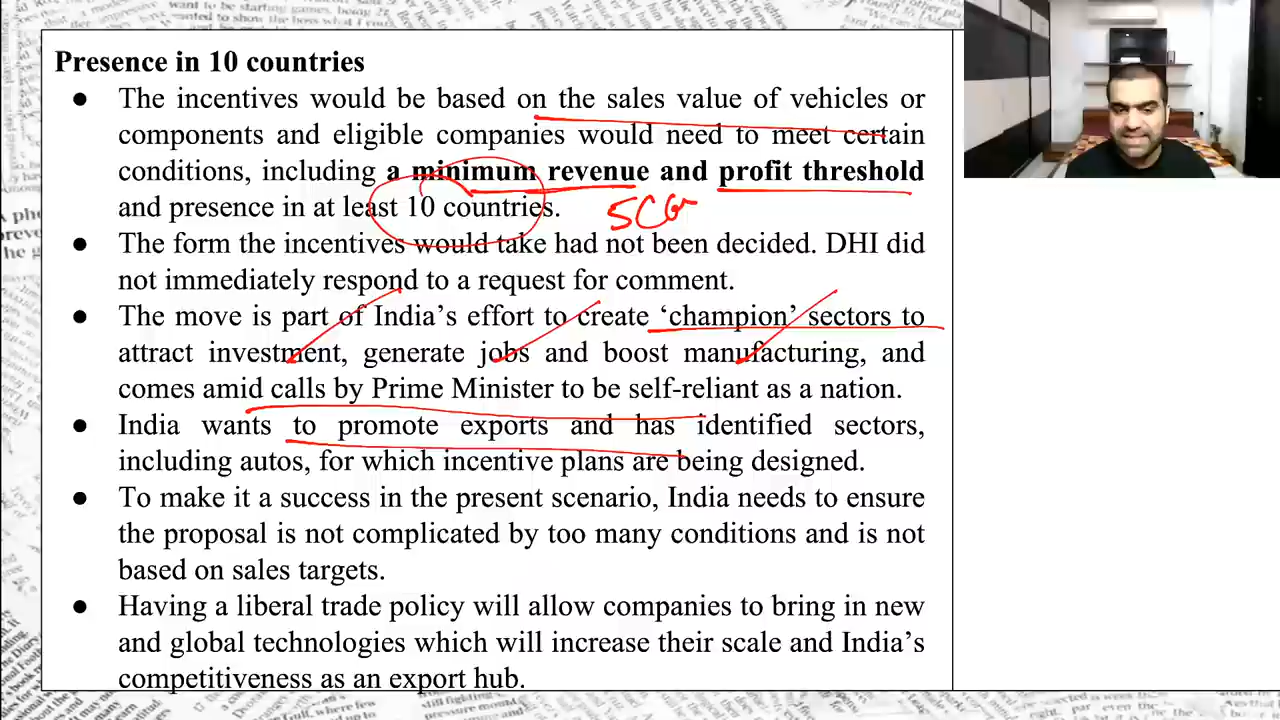 Presence in 10 countries
● The incentives would be based on the sales value of vehicles or
components and eligible companies would need to meet certain
conditions, including a minimum revenue and profit threshold
and presence in at least 10 countries.
● The form the incentives would take had not been decided. DHI did
not immediately respond to a request for comment.
● The move is part of India’s effort to create ‘champion’ sectors to
attract investment, generate jobs and boost manufacturing, and
comes amid calls by Prime Minister to be self-reliant as a nation.
● India wants to promote exports and has identified sectors,
including autos, for which incentive plans are being designed.
● To make it a success in the present scenario, India needs to ensure
the proposal is not complicated by too many conditions and is not
based on sales targets.
● Having a liberal trade policy will allow companies to bring in new
and global technologies which will increase their scale and India’s
competitiveness as an export hub.